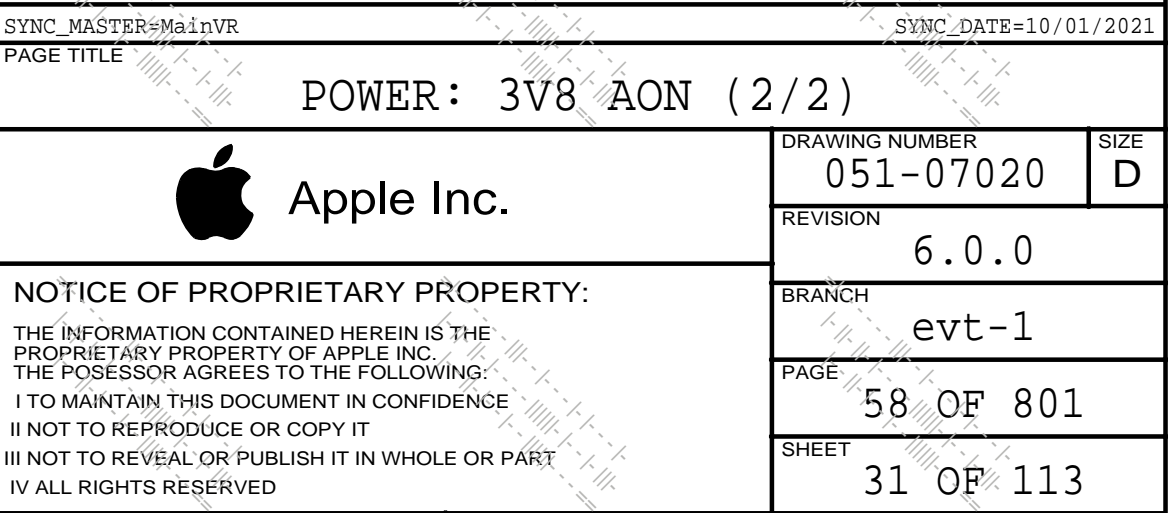 SYNC_MASTER=MainVR SYNC_DATE=10/01/2021
PAGE TITLE
POWER: 3V8 AON (2/2)
Apple Inc.
DRAWING NUMBER
051-07020
SIZE
D
REVISION
6.0.0
NOTICE OF PROPRIETARY PROPERTY:
THE INFORMATION CONTAINED HEREIN IS THE
PROPRIETARY PROPERTY OF APPLE INC.
THE POSESSOR AGREES TO THE FOLLOWING:
I TO MAINTAIN THIS DOCUMENT IN CONFIDENCE
II NOT TO REPRODUCE OR COPY IT
III NOT TO REVEAL OR PUBLISH IT IN WHOLE OR PART
IV ALL RIGHTS RESERVED
BRANCH
evt-1
PAGE
58 OF 801
SHEET
31 OF 113